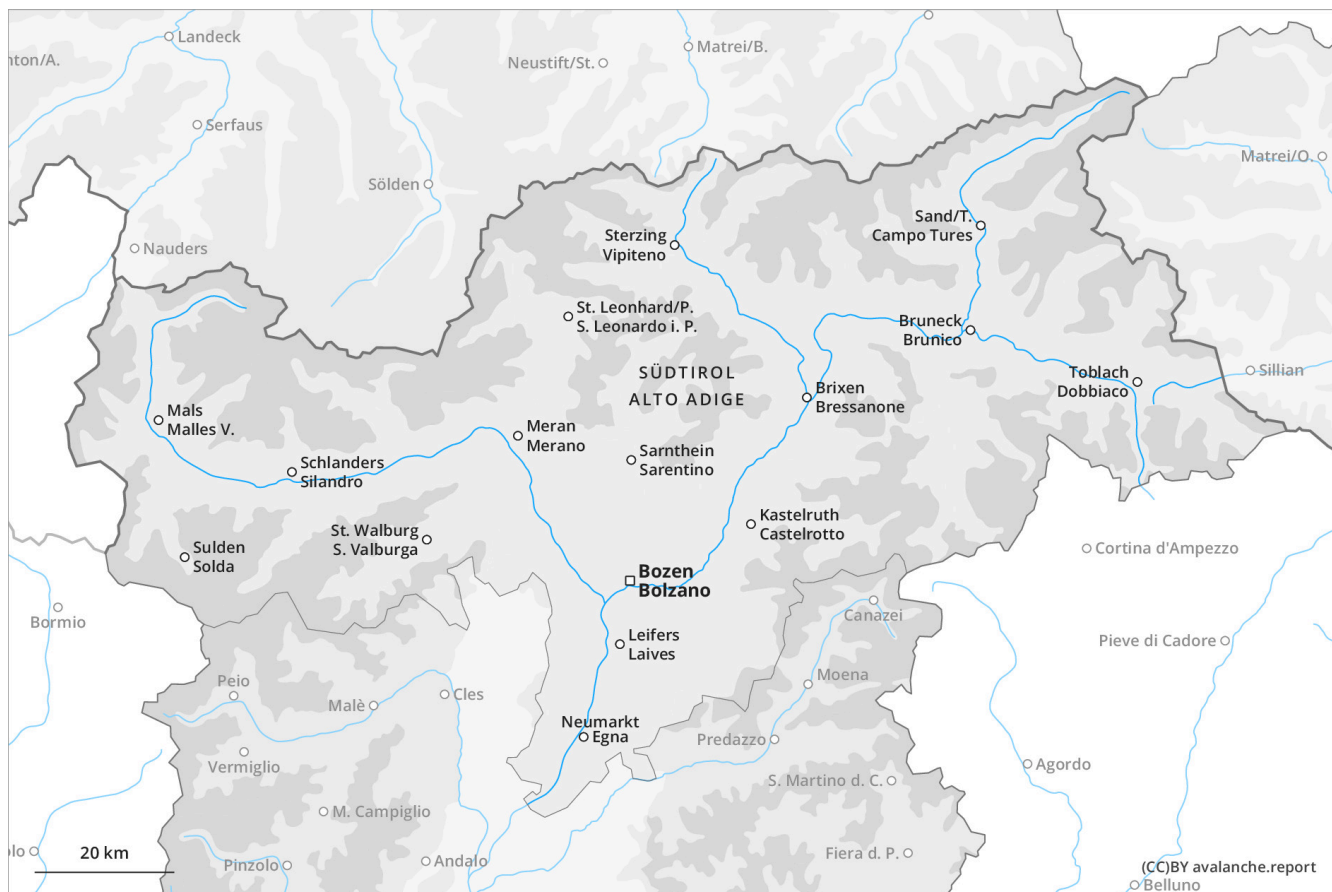 Landeck
nton/A.
Matrei/B.
Neustift/St.
Serfaus
Matrei/O.
Sölden
Sand/T.
Campo Tures
Sterzing
Vipiteno
Nauders
St. Leonhard/P.
S. Leonardo i. P.
Bruneck
Brunico
SÜDTIROL
ALTO ADIGE
Toblach
Dobbiaco
Sillian
Brixen
Bressanone
Mals
Malles V.
Meran
Merano
Sarnthein
Sarentino
Schlanders
Silandro
Kastelruth
Castelrotto
St. Walburg
S. Valburga
Sulden
Solda
Cortina d'Ampezzo
Bozen
Bolzano
Bormio
Canazei
Leifers
Laives
Pieve di Cadore
Peio
Moena
Malè
Cles
Neumarkt
Egna
Predazzo
Vermiglio
Agordo
S. Martino d. C.
M. Campiglio
olo
20 km
Pinzolo
Andalo
Fiera d. P.
(CC)BY avalanche.report
Belluno